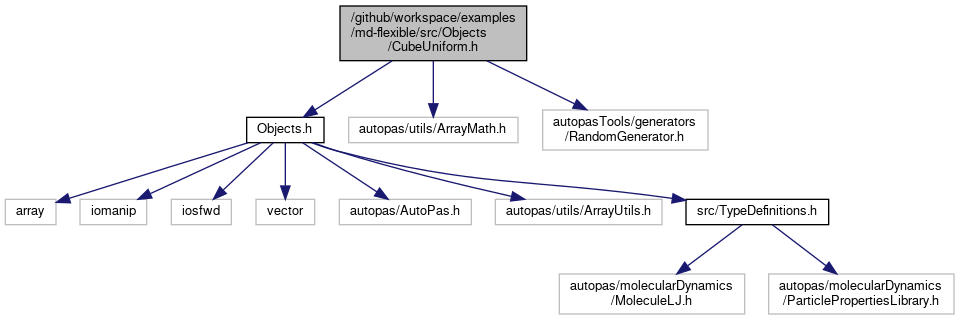 /github/workspace/examples
/md-flexible/src/Objects
/CubeUniform.h
Objects.h
autopas/utils/ArrayMath.h
autopasTools/generators
/RandomGenerator.h
array
iomanip
iosfwd
vector
autopas/AutoPas.h
autopas/utils/ArrayUtils.h
src/TypeDefinitions.h
autopas/molecularDynamics
/MoleculeLJ.h
autopas/molecularDynamics
/ParticlePropertiesLibrary.h